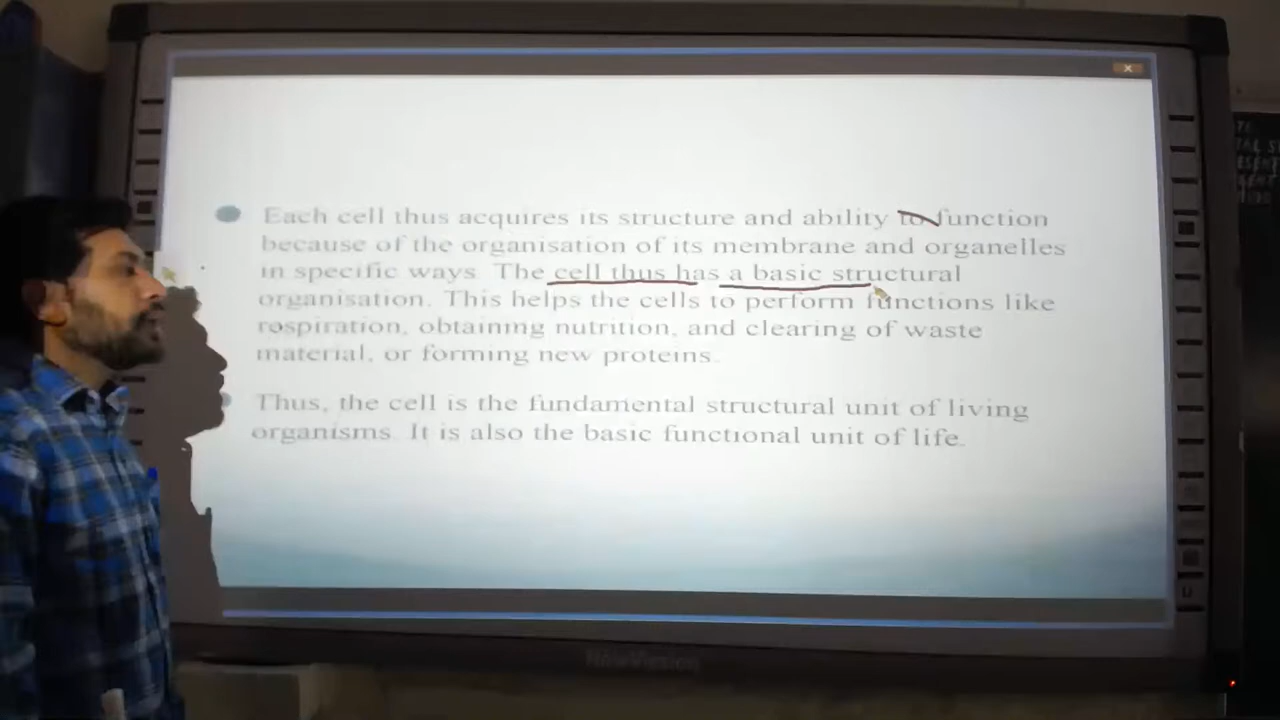 Each cell thus acquires its structure and ability to function
because of the organisation of its membrane and organelles
in specific ways. The cell thus has a basic structural
organisation. This helps the cells to perform functions like
respiration, obtaining nutrition, and clearing of waste
material, or forming new proteins.
Thus, the cell is the fundamental structural unit of living
organisms. It is also the basic functional unit of life.
NewVision